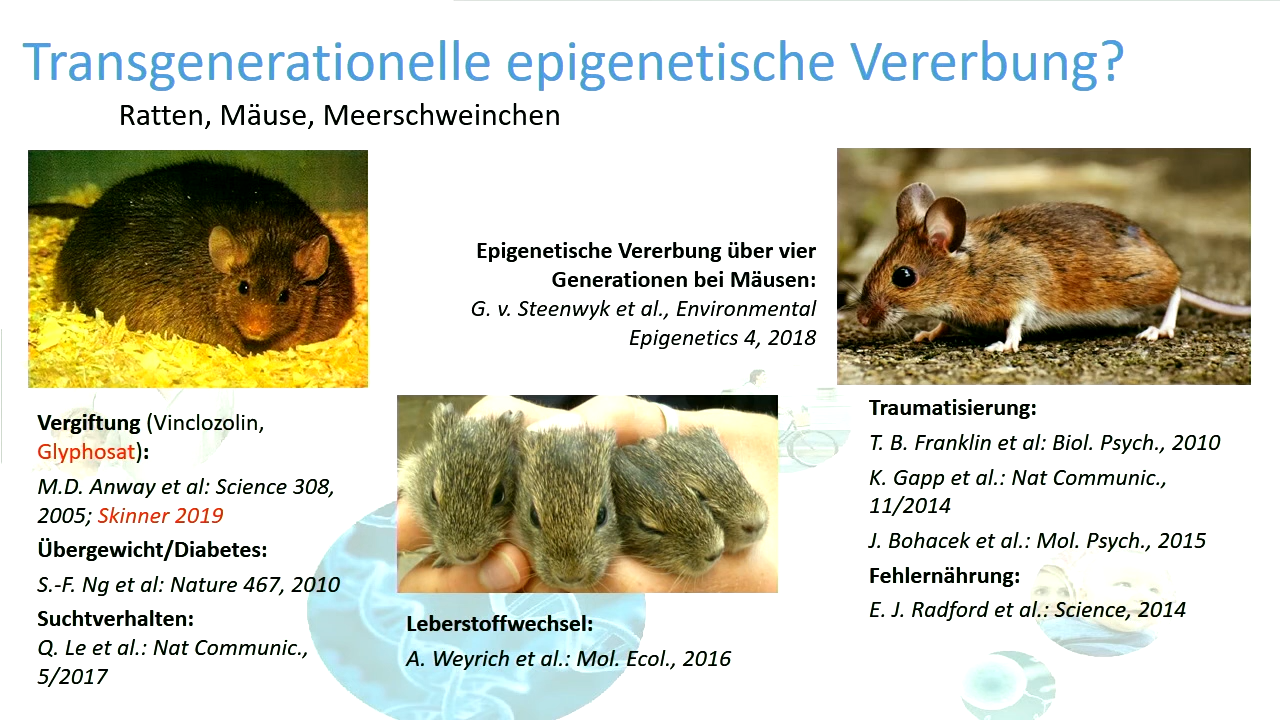 Transgenerationelle epigenetische Vererbung?
Ratten, Mäuse, Meerschweinchen
Epigenetische Vererbung über vier
Generationen bei Mäusen:
G. v. Steenwyk et al., Environmental
Epigenetics 4, 2018
Vergiftung (Vinclozolin,
Glyphosat):
M.D. Anway et al: Science 308,
2005; Skinner 2019
Übergewicht/Diabetes:
S.-F. Ng et al: Nature 467, 2010
Suchtverhalten:
Q. Le et al.: Nat Communic.,
5/2017
Leberstoffwechsel:
A. Weyrich et al.: Mol. Ecol., 2016
Traumatisierung:
T. B. Franklin et al: Biol. Psych., 2010
K. Gapp et al.: Nat Communic.,
11/2014
J. Bohacek et al.: Mol. Psych., 2015
Fehlernährung:
E. J. Radford et al.: Science, 2014